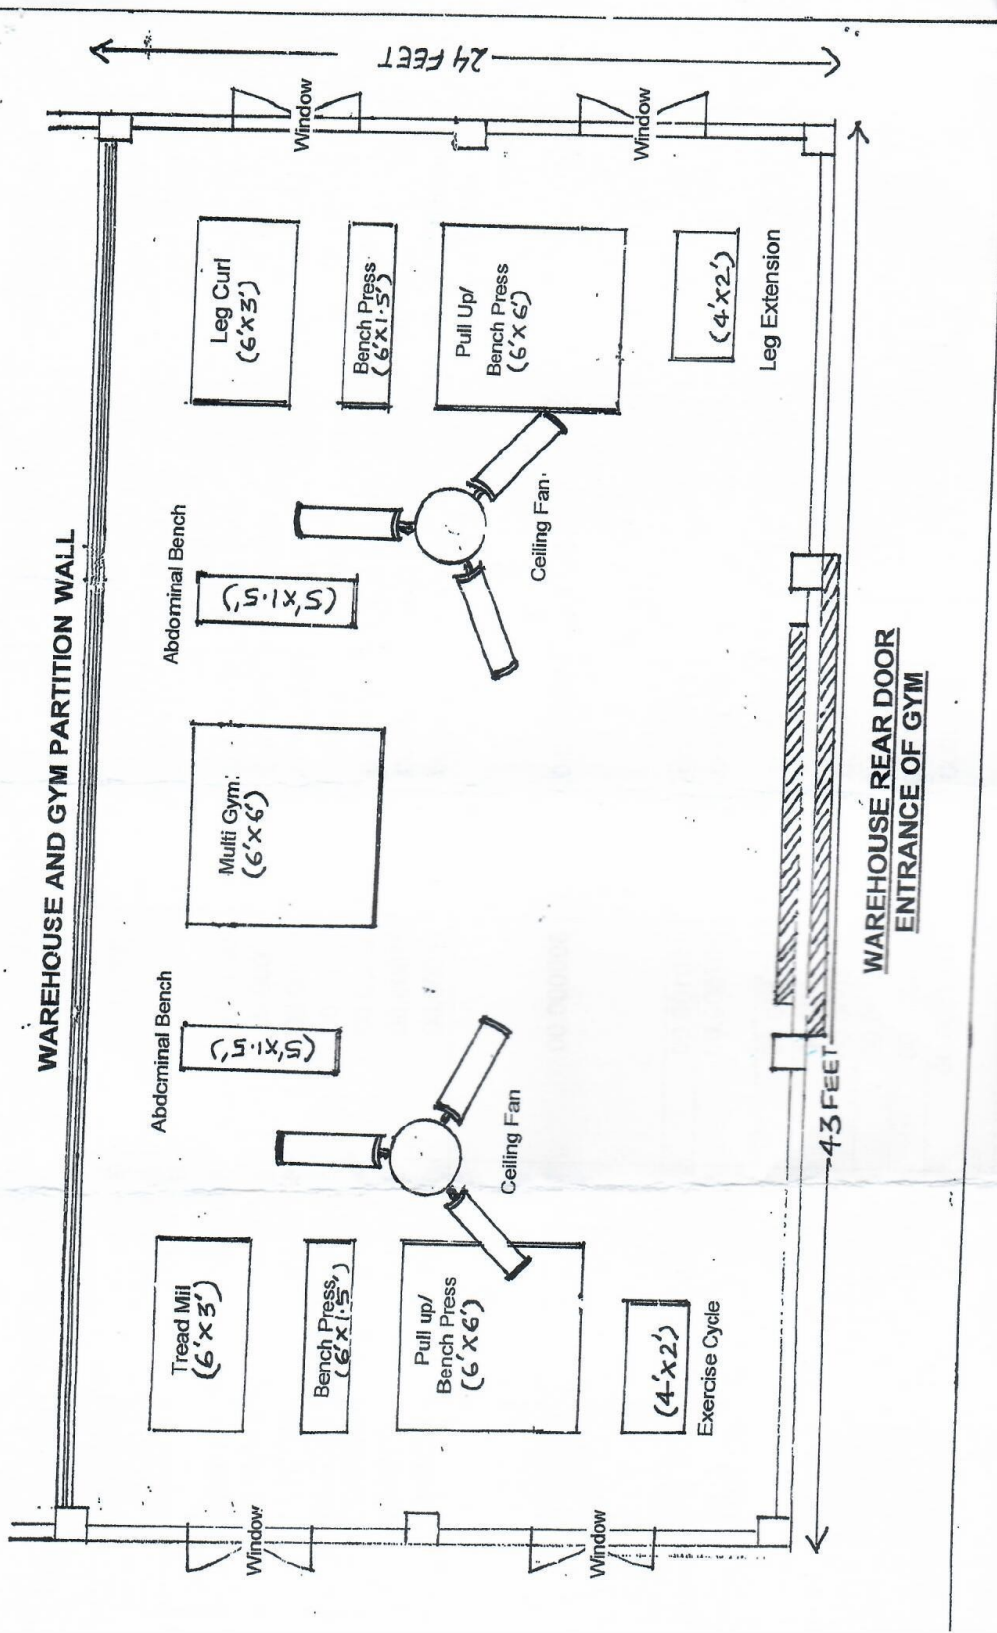 WAREHOUSE AND GYM PARTITION WALL
24 FEET
Window
Window
Window
Window
Tread Mil
(6'X3')
Bench Press
(6'X1.5')
Pull up/
Bench Press
(6'X6')
(4'X2')
Exercise Cycle
Abdominal Bench
(5'X1.5')
Ceiling Fan
Multi Gym
(6'X6')
Abdominal Bench
(5'X1.5')
Ceiling Fan
Leg Curl
(6'X3')
Bench Press
(6'X1.5')
Pull Up/
Bench Press
(6'X6')
(4'X2')
Leg Extension
43 FEET
WAREHOUSE REAR DOOR
ENTRANCE OF GYM